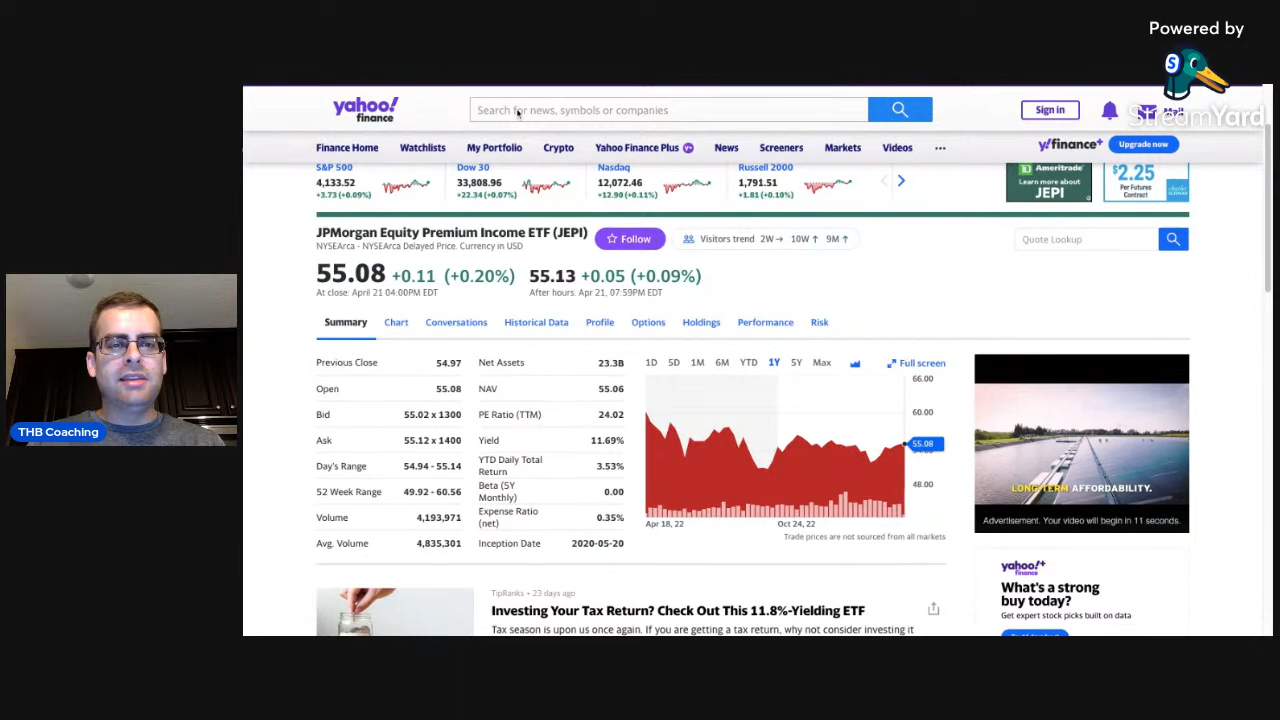 Powered by
S
StreamYard
yahoo!
finance
Search for news, symbols or companies
Sign in
Mail
Finance Home Watchlists My Portfolio Crypto Yahoo Finance Plus News Screeners Markets Videos ...
y!finance+ Upgrade now
S&P 500 Dow 30 Nasdaq Russell 2000
4,133.52 33,808.96 12,072.46 1,791.51
+3.73 (+0.09%) +22.34 (+0.07%) +12.90 (+0.11%) +1.81 (+0.10%)
Ameritrade
Learn more about
JEPI
$2.25
Per Futures
Contract
JPMorgan Equity Premium Income ETF (JEPI)
Follow
Visitors trend 2W→ 10W↑ 9M↑
Quote Lookup
NYSEArca - NYSEArca Delayed Price. Currency in USD
55.08 +0.11 (+0.20%) 55.13 +0.05 (+0.09%)
At close: April 21 04:00PM EDT After hours: Apr 21, 07:59PM EDT
Summary Chart Conversations Historical Data Profile Options Holdings Performance Risk
Previous Close 54.97
Open 55.08
Bid 55.02 x 1300
Ask 55.12 x 1400
Day's Range 54.94 - 55.14
52 Week Range 49.92 - 60.56
Volume 4,193,971
Avg. Volume 4,835,301
Net Assets 23.3B
NAV 55.06
PE Ratio (TTM) 24.02
Yield 11.69%
YTD Daily Total
Return 3.53%
Beta (5Y
Monthly) 0.00
Expense Ratio
(net) 0.35%
Inception Date 2020-05-20
1D 5D 1M 6M YTD 1Y 5Y Max Full screen
66.00
60.00
55.08
48.00
Apr 18, 22 Oct 24, 22
Trade prices are not sourced from all markets
LONG-TERM AFFORDABILITY.
Advertisement. Your video will begin in 11 seconds.
THB Coaching
yahoo!+
finance
What's a strong
buy today?
Get expert stock picks built on data
TipRanks • 23 days ago
Investing Your Tax Return? Check Out This 11.8%-Yielding ETF
Tax season is upon us once again. If you are getting a tax return, why not consider investing it